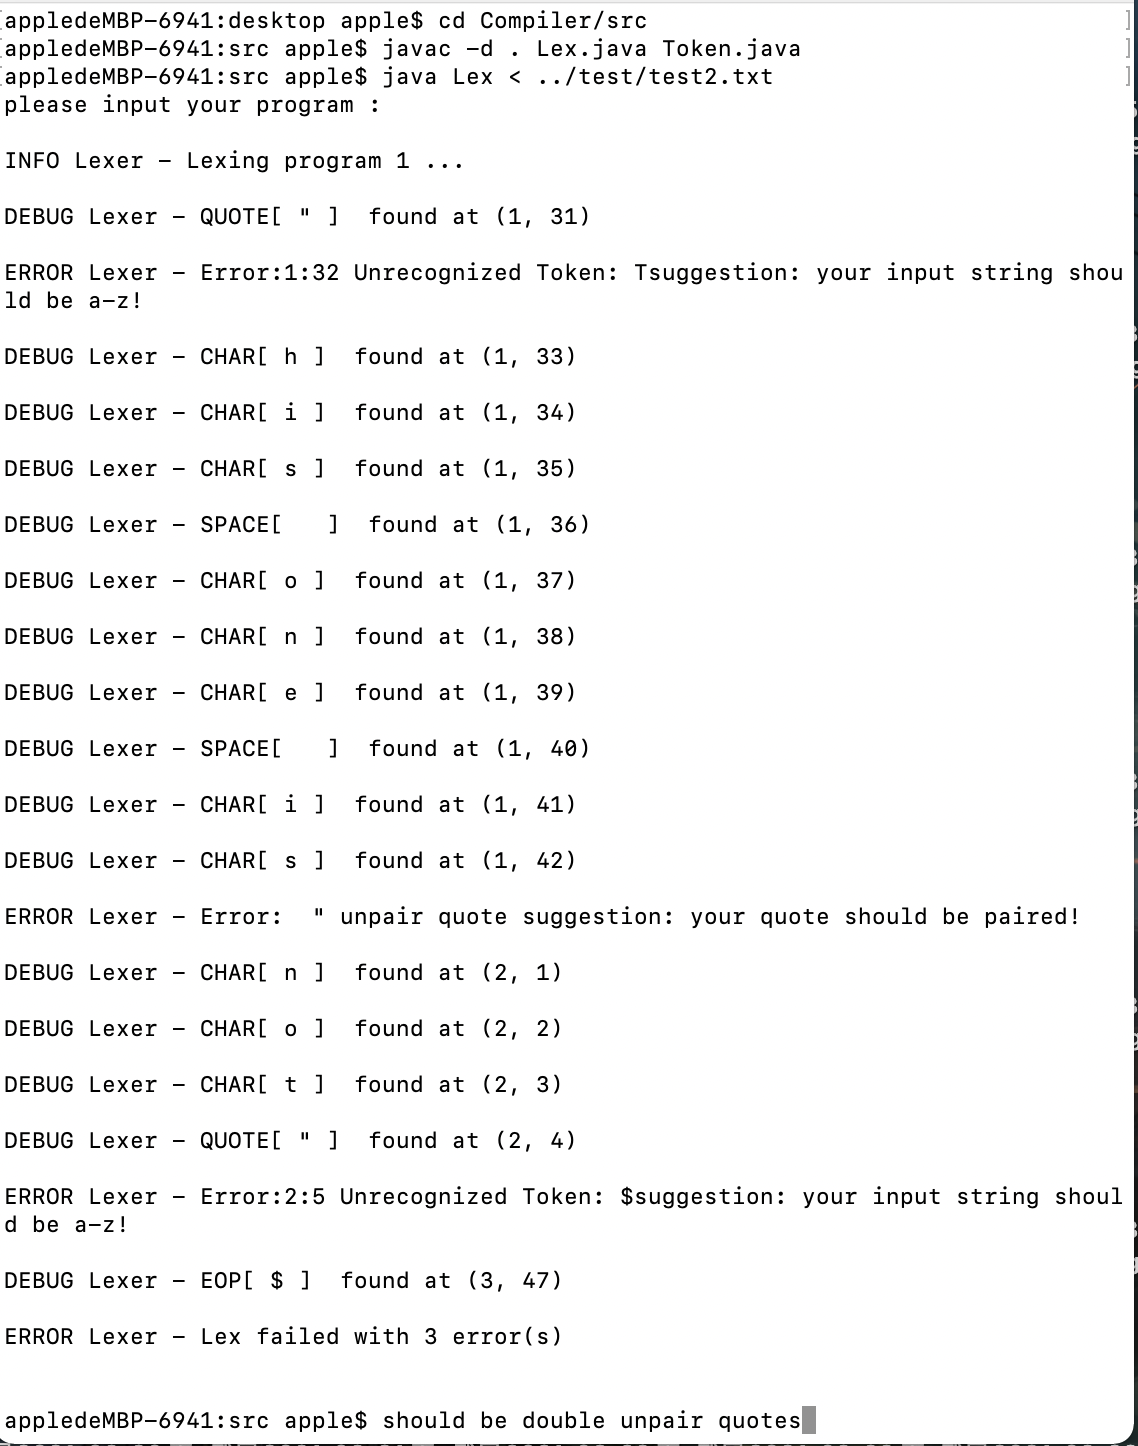 [appledeMBP-6941:desktop apple$ cd Compiler/src ]
[appledeMBP-6941:src apple$ javac -d . Lex.java Token.java ]
[appledeMBP-6941:src apple$ java Lex < ../test/test2.txt ]
please input your program :
INFO Lexer - Lexing program 1 ...
DEBUG Lexer - QUOTE[ " ]  found at (1, 31)
ERROR Lexer - Error:1:32 Unrecognized Token: Tsuggestion: your input string shou
ld be a-z!
DEBUG Lexer - CHAR[ h ]  found at (1, 33)
DEBUG Lexer - CHAR[ i ]  found at (1, 34)
DEBUG Lexer - CHAR[ s ]  found at (1, 35)
DEBUG Lexer - SPACE[   ]  found at (1, 36)
DEBUG Lexer - CHAR[ o ]  found at (1, 37)
DEBUG Lexer - CHAR[ n ]  found at (1, 38)
DEBUG Lexer - CHAR[ e ]  found at (1, 39)
DEBUG Lexer - SPACE[   ]  found at (1, 40)
DEBUG Lexer - CHAR[ i ]  found at (1, 41)
DEBUG Lexer - CHAR[ s ]  found at (1, 42)
ERROR Lexer - Error:  " unpair quote suggestion: your quote should be paired!
DEBUG Lexer - CHAR[ n ]  found at (2, 1)
DEBUG Lexer - CHAR[ o ]  found at (2, 2)
DEBUG Lexer - CHAR[ t ]  found at (2, 3)
DEBUG Lexer - QUOTE[ " ]  found at (2, 4)
ERROR Lexer - Error:2:5 Unrecognized Token: $suggestion: your input string shoul
d be a-z!
DEBUG Lexer - EOP[ $ ]  found at (3, 47)
ERROR Lexer - Lex failed with 3 error(s)
appledeMBP-6941:src apple$ should be double unpair quotes